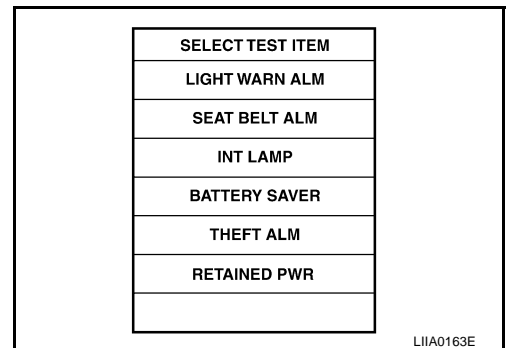 SELECT TEST ITEM
LIGHT WARN ALM
SEAT BELT ALM
INT LAMP
BATTERY SAVER
THEFT ALM
RETAINED PWR
LIIA0163E